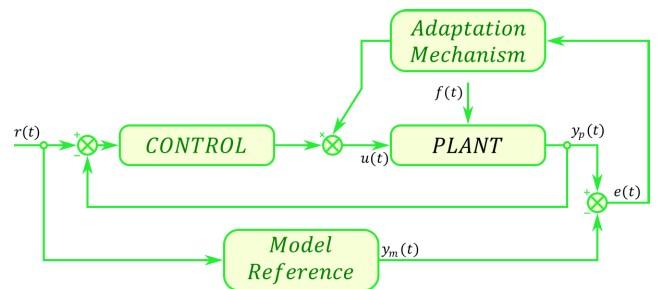 Adaptation
Mechanism
f(t)
r(t)
+
−
CONTROL
×
u(t)
PLANT
y_p(t)
+
−
e(t)
Model
Reference
y_m(t)